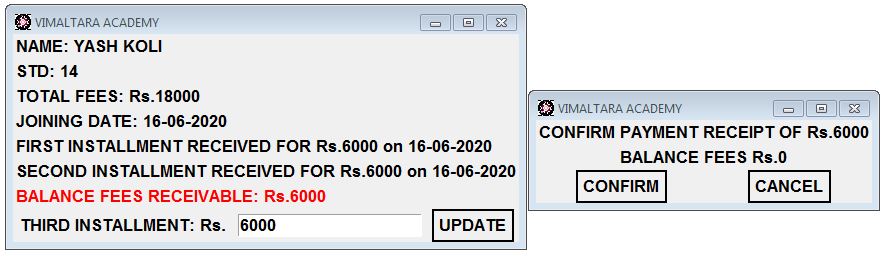 VIMALTARA ACADEMY
NAME: YASH KOLI
STD: 14
TOTAL FEES: Rs.18000
JOINING DATE: 16-06-2020
FIRST INSTALLMENT RECEIVED FOR Rs.6000 on 16-06-2020
SECOND INSTALLMENT RECEIVED FOR Rs.6000 on 16-06-2020
BALANCE FEES RECEIVABLE: Rs.6000
THIRD INSTALLMENT: Rs. 6000 UPDATE
VIMALTARA ACADEMY
CONFIRM PAYMENT RECEIPT OF Rs.6000
BALANCE FEES Rs.0
CONFIRM CANCEL